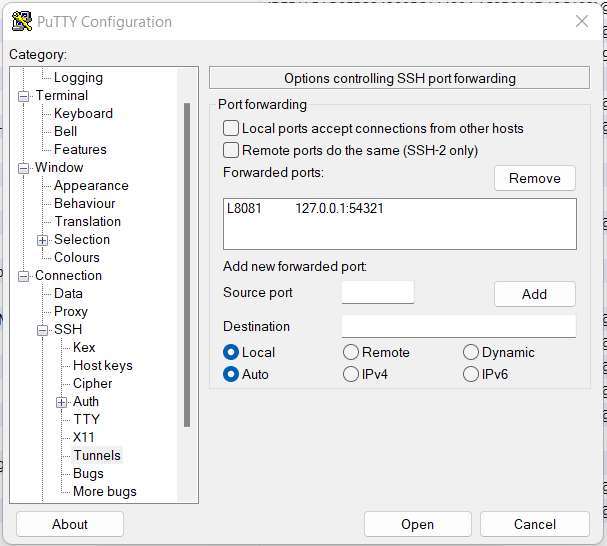 PuTTY Configuration
Category:
Logging
Terminal
Keyboard
Bell
Features
Window
Appearance
Behaviour
Translation
Selection
Colours
Connection
Data
Proxy
SSH
Kex
Host keys
Cipher
Auth
TTY
X11
Tunnels
Bugs
More bugs
Options controlling SSH port forwarding
Port forwarding
Local ports accept connections from other hosts
Remote ports do the same (SSH-2 only)
Forwarded ports:
Remove
L8081 127.0.0.1:54321
Add new forwarded port:
Source port
Add
Destination
Local Remote Dynamic
Auto IPv4 IPv6
About Open Cancel